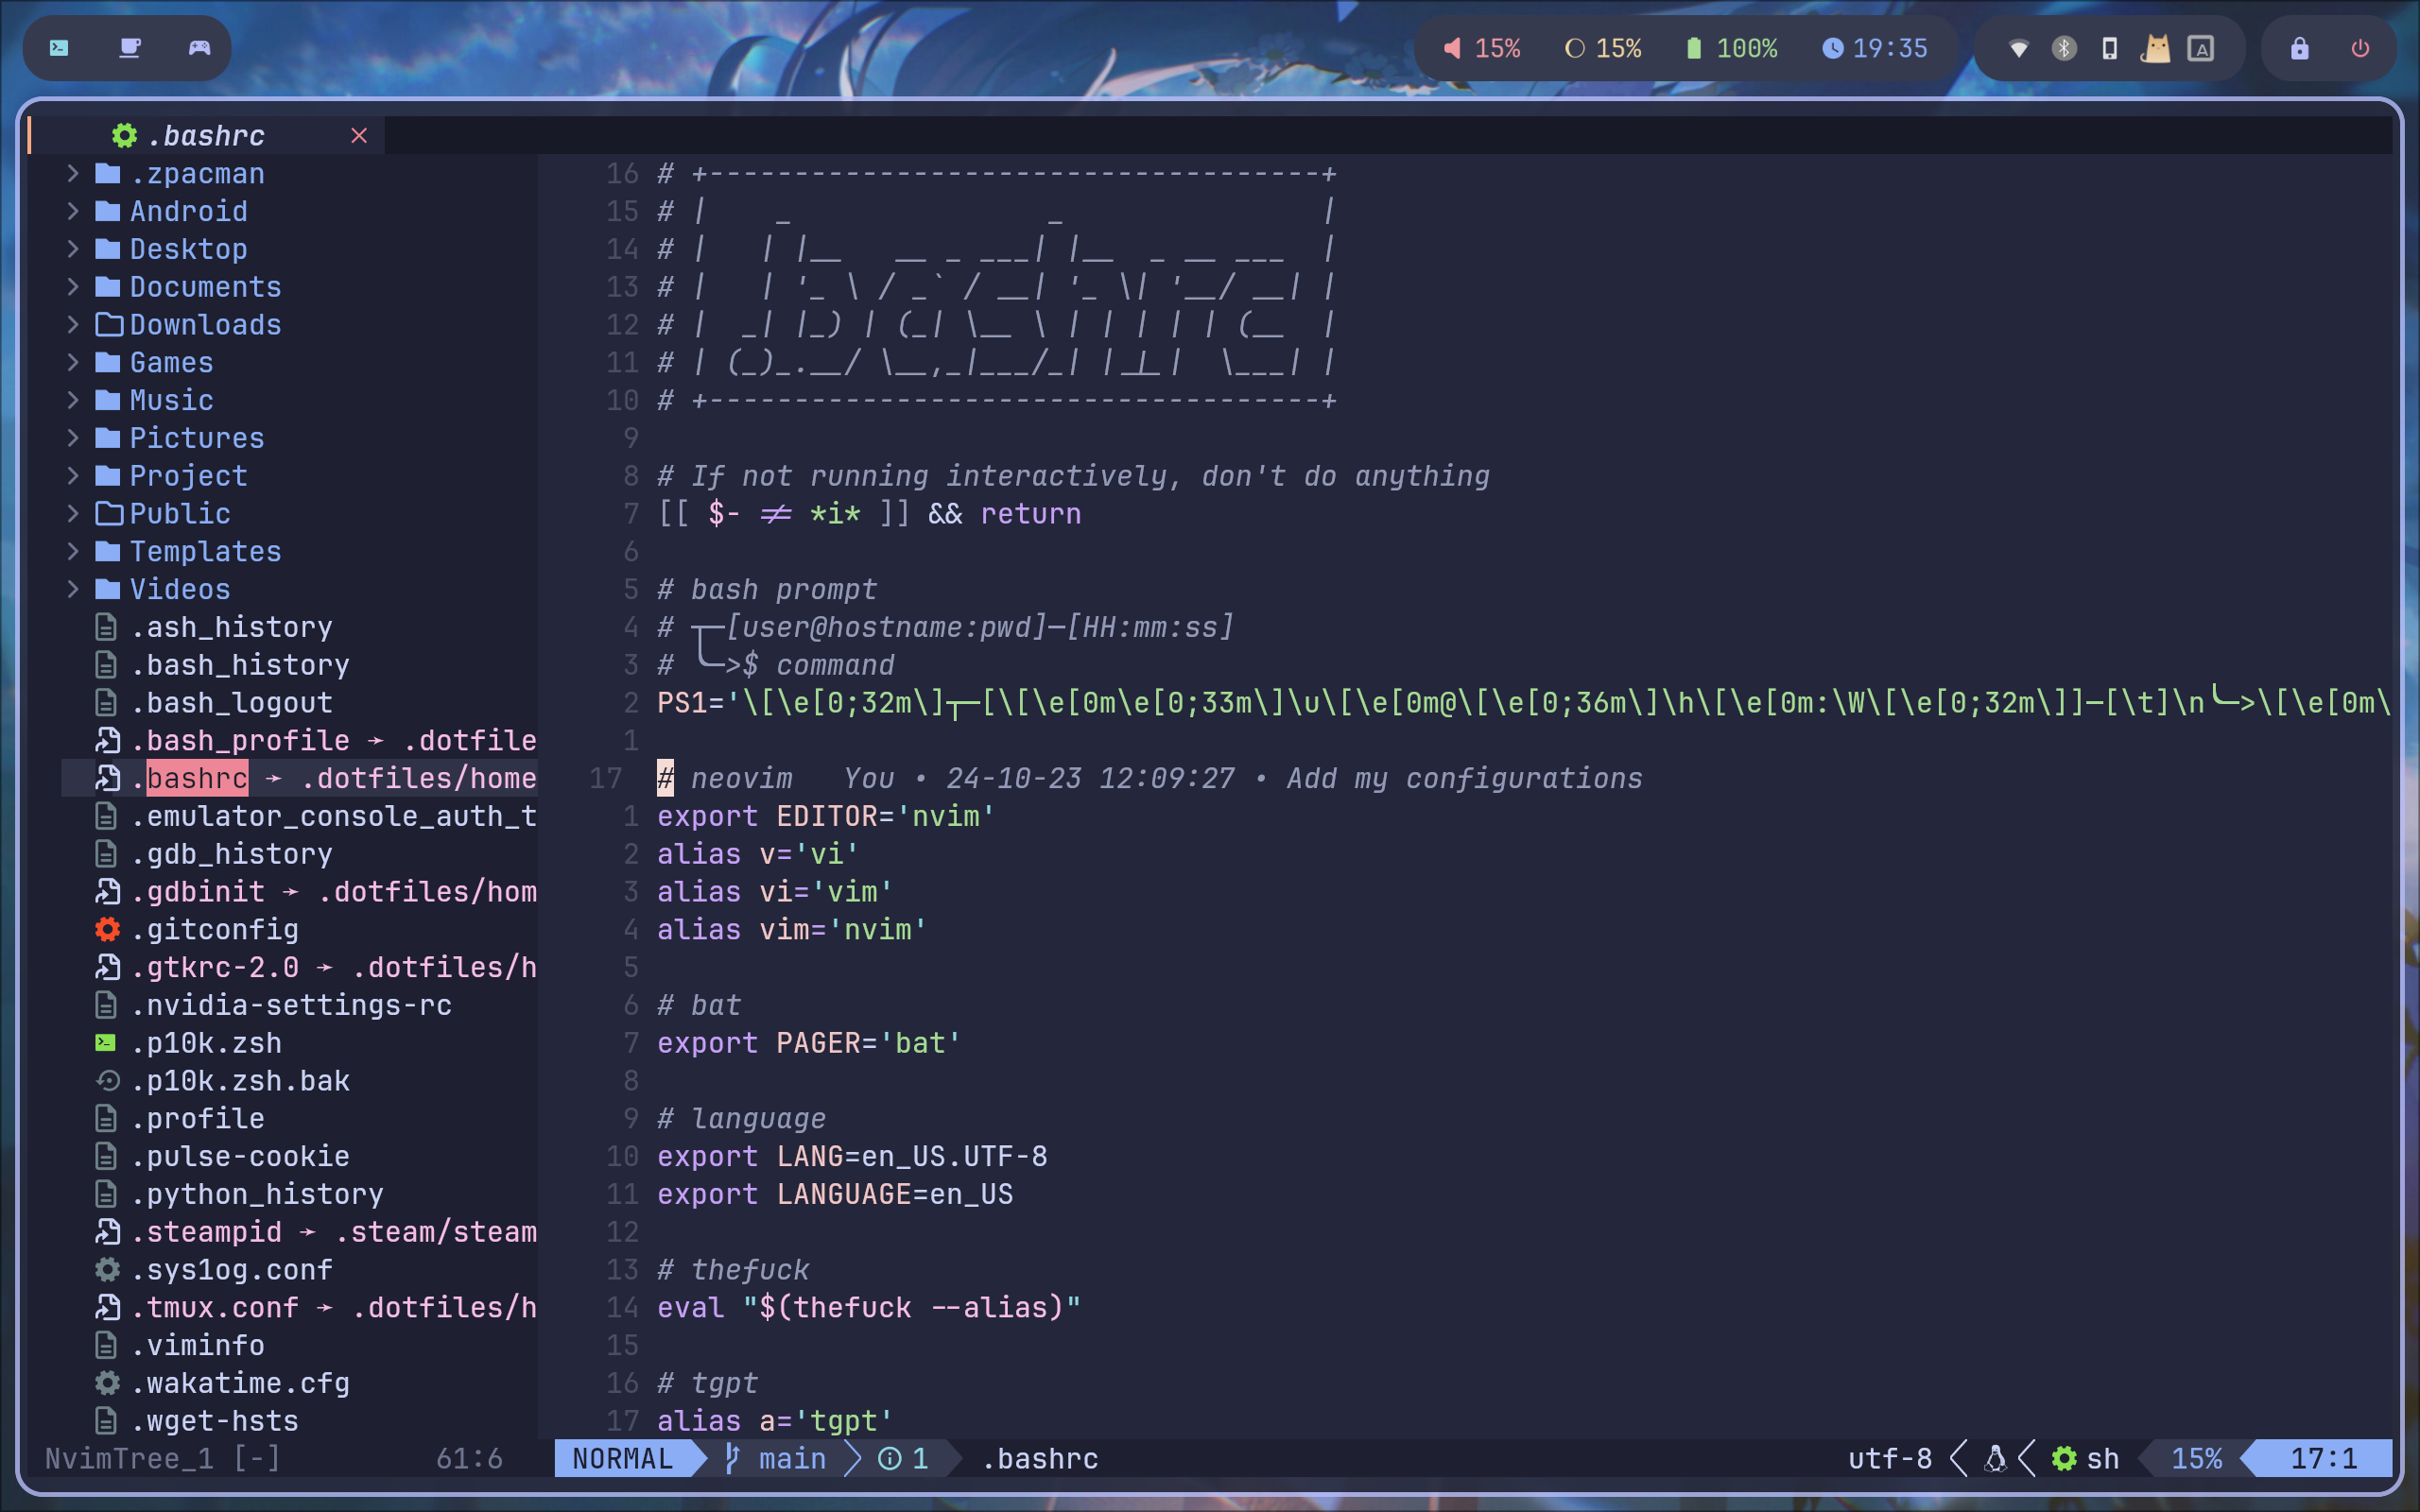 15% 15% 100% 19:35 A
.bashrc
.zpacman
Android
Desktop
Documents
Downloads
Games
Music
Pictures
Project
Public
Templates
Videos
.ash_history
.bash_history
.bash_logout
.bash_profile → .dotfile
.bashrc → .dotfiles/home
.emulator_console_auth_t
.gdb_history
.gdbinit → .dotfiles/hom
.gitconfig
.gtkrc-2.0 → .dotfiles/h
.nvidia-settings-rc
.p10k.zsh
.p10k.zsh.bak
.profile
.pulse-cookie
.python_history
.steampid → .steam/steam
.sys1og.conf
.tmux.conf → .dotfiles/h
.viminfo
.wakatime.cfg
.wget-hsts
NvimTree_1 [-] 61:6
16 # +------------------------------------+
15 # |    _               _               |
14 # |   | |__   __ _ ___| |__  _ __ ___  |
13 # |   | '_ \ / _` / __| '_ \| '__/ __| |
12 # |  _| |_) | (_| \__ \ | | | | | (__  |
11 # | (_)_.__/ \__,_|___/_| |_|_|  \___| |
10 # +------------------------------------+
9
8 # If not running interactively, don't do anything
7 [[ $- != *i* ]] && return
6
5 # bash prompt
4 # ┬─[user@hostname:pwd]─[HH:mm:ss]
3 # ╰─>$ command
2 PS1='\[\e[0;32m\]┬─[\[\e[0m\e[0;33m\]\u\[\e[0m@\[\e[0;36m\]\h\[\e[0m:\W\[\e[0;32m\]]─[\t]\n╰─>\[\e[0m\
1
17 # neovim   You • 24-10-23 12:09:27 • Add my configurations
1 export EDITOR='nvim'
2 alias v='vi'
3 alias vi='vim'
4 alias vim='nvim'
5
6 # bat
7 export PAGER='bat'
8
9 # language
10 export LANG=en_US.UTF-8
11 export LANGUAGE=en_US
12
13 # thefuck
14 eval "$(thefuck --alias)"
15
16 # tgpt
17 alias a='tgpt'
NORMAL main 1 .bashrc utf-8 sh 15% 17:1